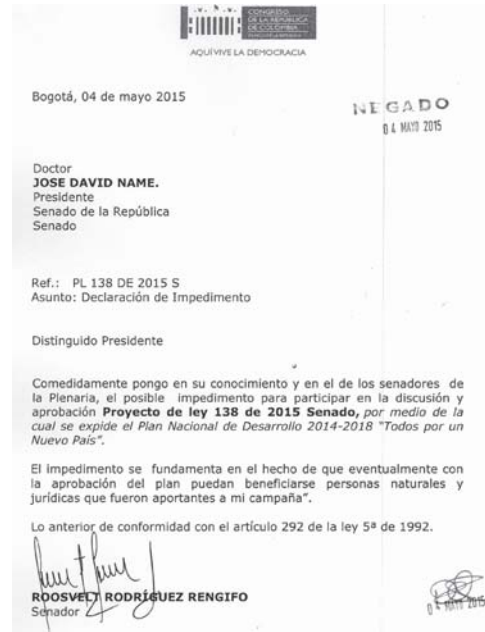 CONGRESO
DE LA REPÚBLICA
DE COLOMBIA
AQUÍVIVE LA DEMOCRACIA
Bogotá, 04 de mayo 2015
NEGADO
04 MAYO 2015
Doctor
JOSE DAVID NAME.
Presidente
Senado de la República
Senado
Ref.: PL 138 DE 2015 S
Asunto: Declaración de Impedimento
Distinguido Presidente
Comedidamente pongo en su conocimiento y en el de los senadores de
la Plenaria, el posible impedimento para participar en la discusión y
aprobación Proyecto de ley 138 de 2015 Senado, por medio de la
cual se expide el Plan Nacional de Desarrollo 2014-2018 "Todos por un
Nuevo País".
El impedimento se fundamenta en el hecho de que eventualmente con
la aprobación del plan puedan beneficiarse personas naturales y
jurídicas que fueron aportantes a mi campaña".
Lo anterior de conformidad con el artículo 292 de la ley 5ª de 1992.
ROOSVELT RODRÍGUEZ RENGIFO
Senador
MAYO 2015